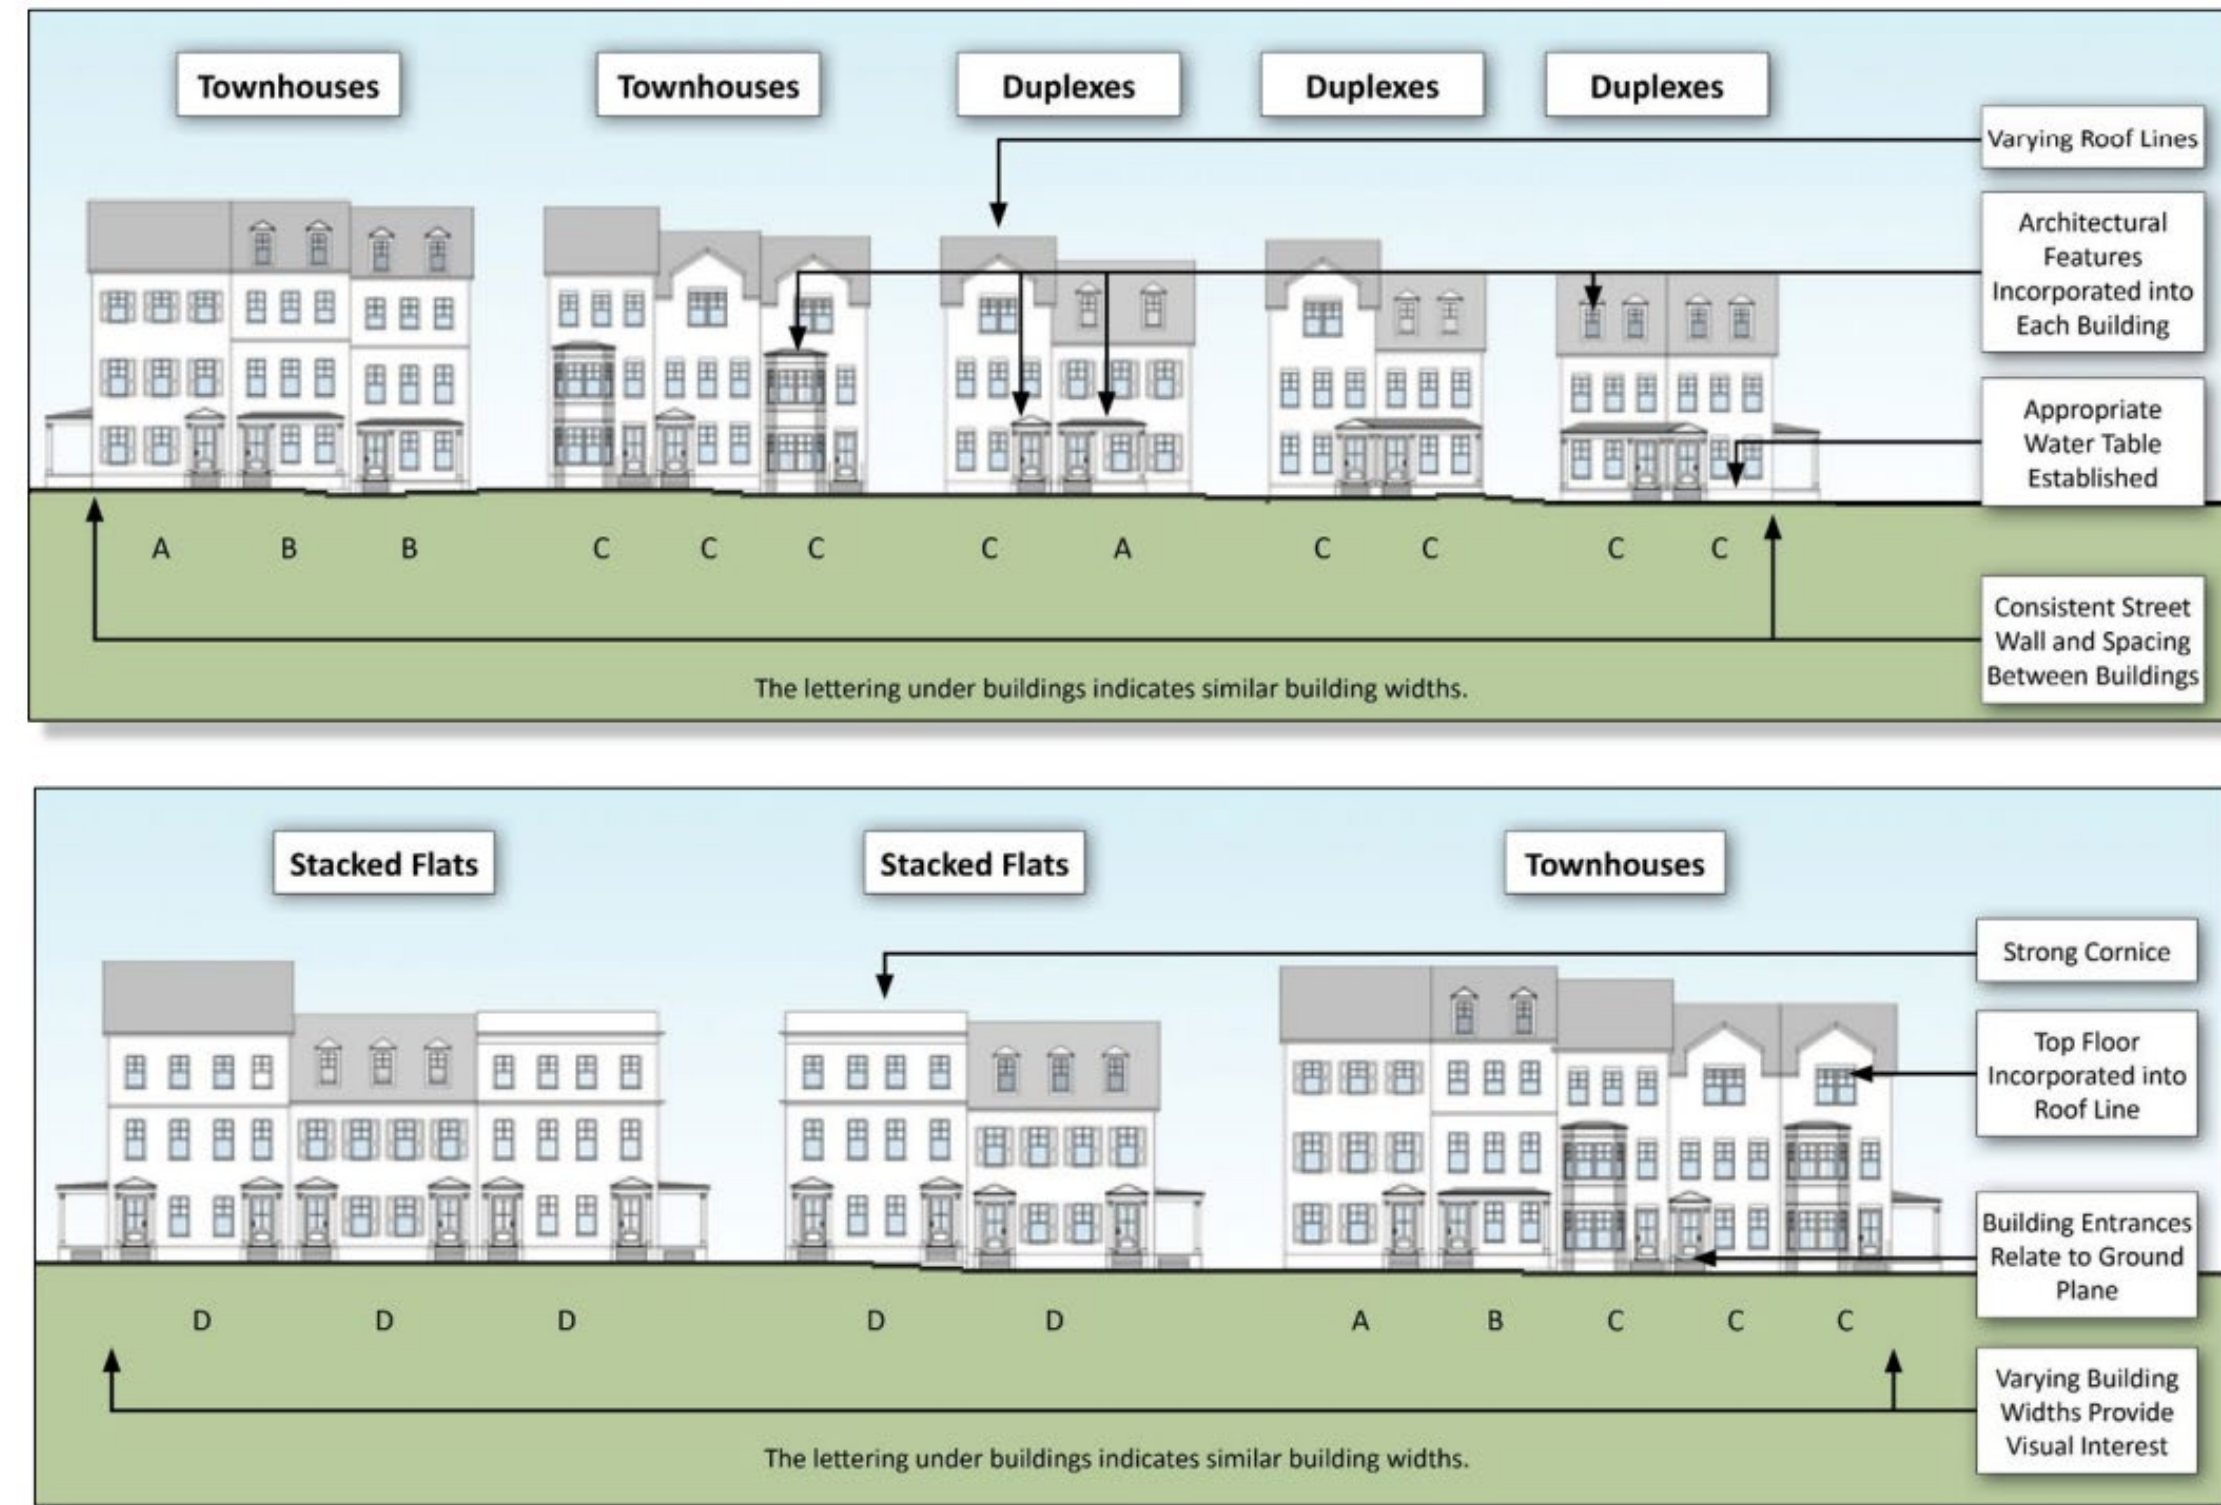 Townhouses
Townhouses
Duplexes
Duplexes
Duplexes
Varying Roof Lines
Architectural
Features
Incorporated into
Each Building
Appropriate
Water Table
Established
A B B C C C C A C C C C
Consistent Street
Wall and Spacing
Between Buildings
The lettering under buildings indicates similar building widths.
Stacked Flats
Stacked Flats
Townhouses
Strong Cornice
Top Floor
Incorporated into
Roof Line
Building Entrances
Relate to Ground
Plane
D D D D D A B C C C
Varying Building
Widths Provide
Visual Interest
The lettering under buildings indicates similar building widths.